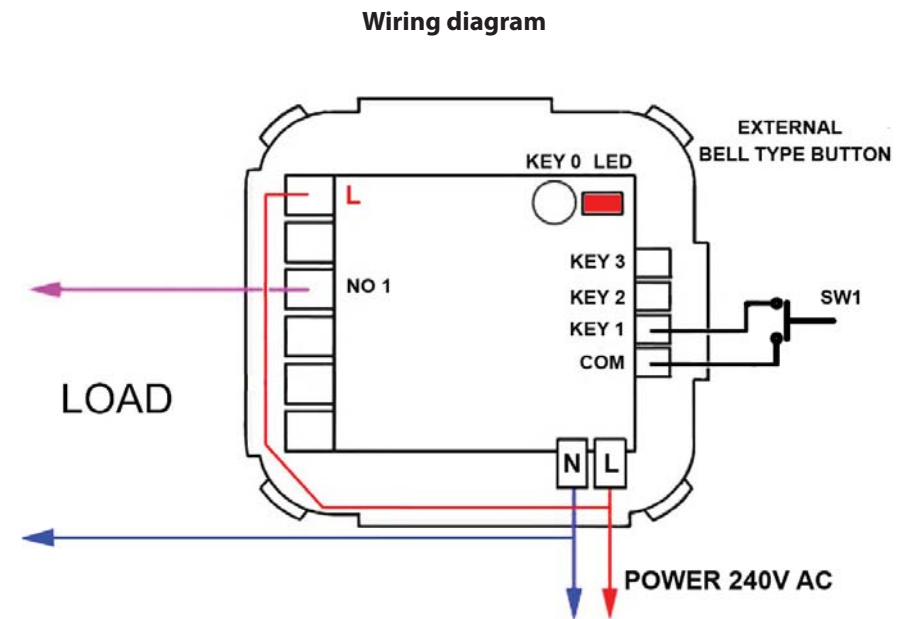 Wiring diagram
EXTERNAL
BELL TYPE BUTTON
KEY 0 LED
L
KEY 3
NO 1
KEY 2
SW1
KEY 1
COM
LOAD
N L
POWER 240V AC